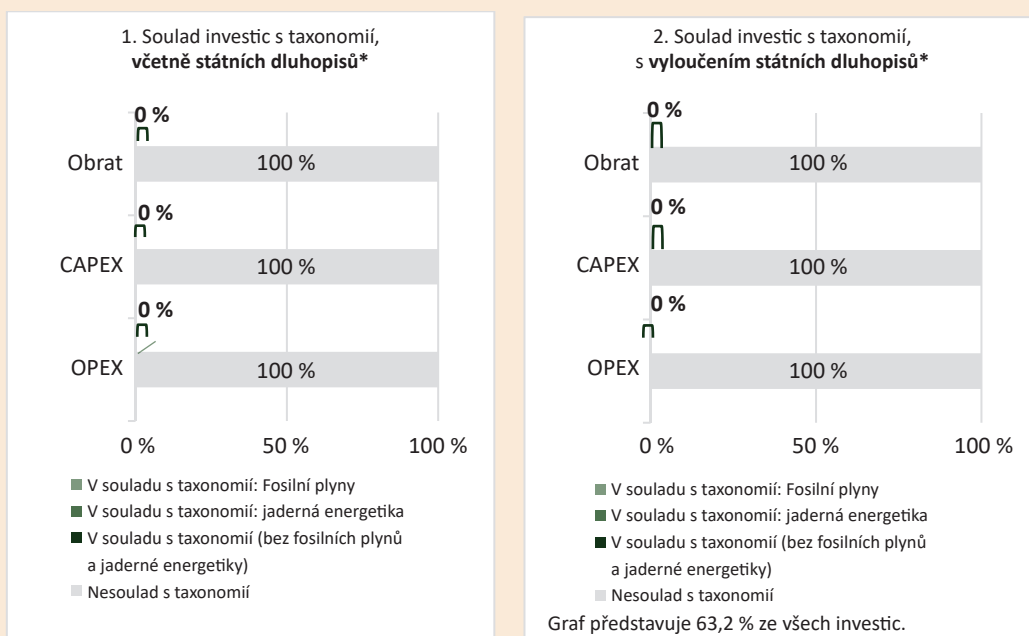 1. Soulad investic s taxonomií,
včetně státních dluhopisů*
0 %
Obrat
100 %
0 %
CAPEX
100 %
0 %
OPEX
100 %
0 %
50 %
100 %
V souladu s taxonomií: Fosilní plyny
V souladu s taxonomií: jaderná energetika
V souladu s taxonomií (bez fosilních plynů
a jaderné energetiky)
Nesoulad s taxonomií
2. Soulad investic s taxonomií,
s vyloučením státních dluhopisů*
0 %
Obrat
100 %
0 %
CAPEX
100 %
0 %
OPEX
100 %
0 %
50 %
100 %
V souladu s taxonomií: Fosilní plyny
V souladu s taxonomií: jaderná energetika
V souladu s taxonomií (bez fosilních plynů
a jaderné energetiky)
Nesoulad s taxonomií
Graf představuje 63,2 % ze všech investic.